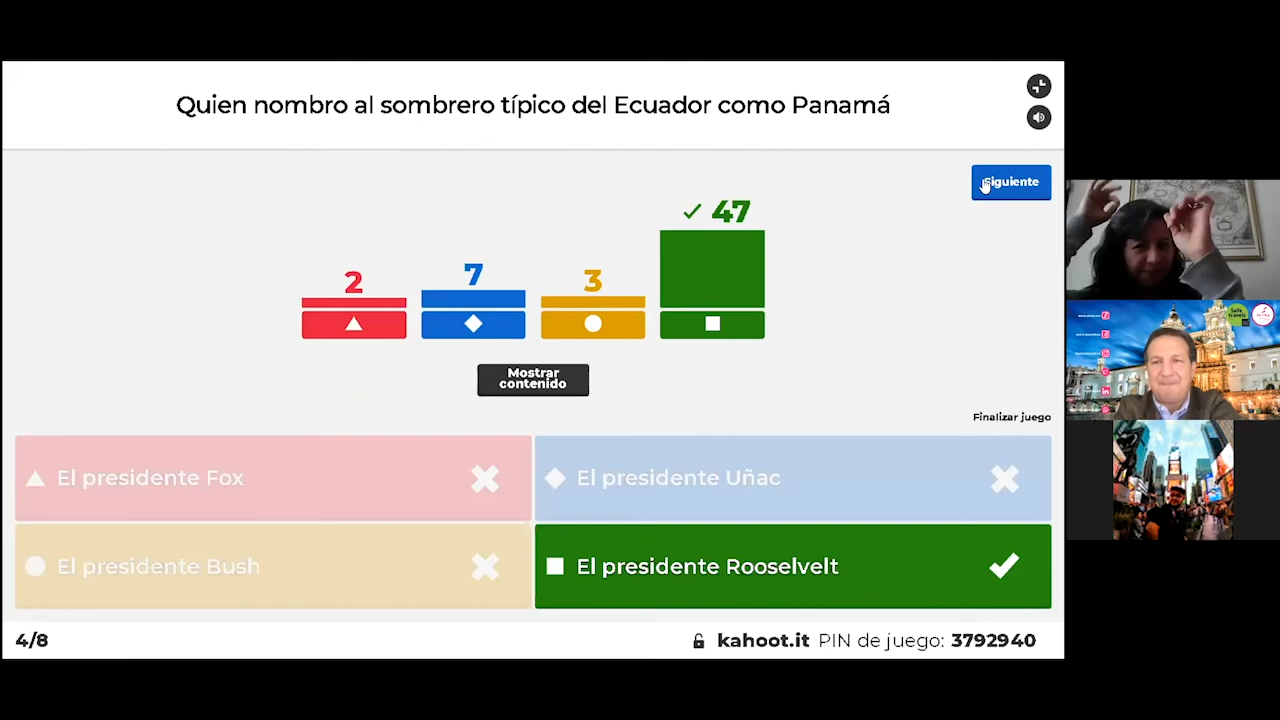 Quien nombro al sombrero típico del Ecuador como Panamá
Siguiente
2
7
3
47
Mostrar
contenido
Finalizar juego
El presidente Fox
El presidente Uñac
El presidente Bush
El presidente Rooselvelt
4/8
kahoot.it PIN de juego: 3792940
Safe
travels